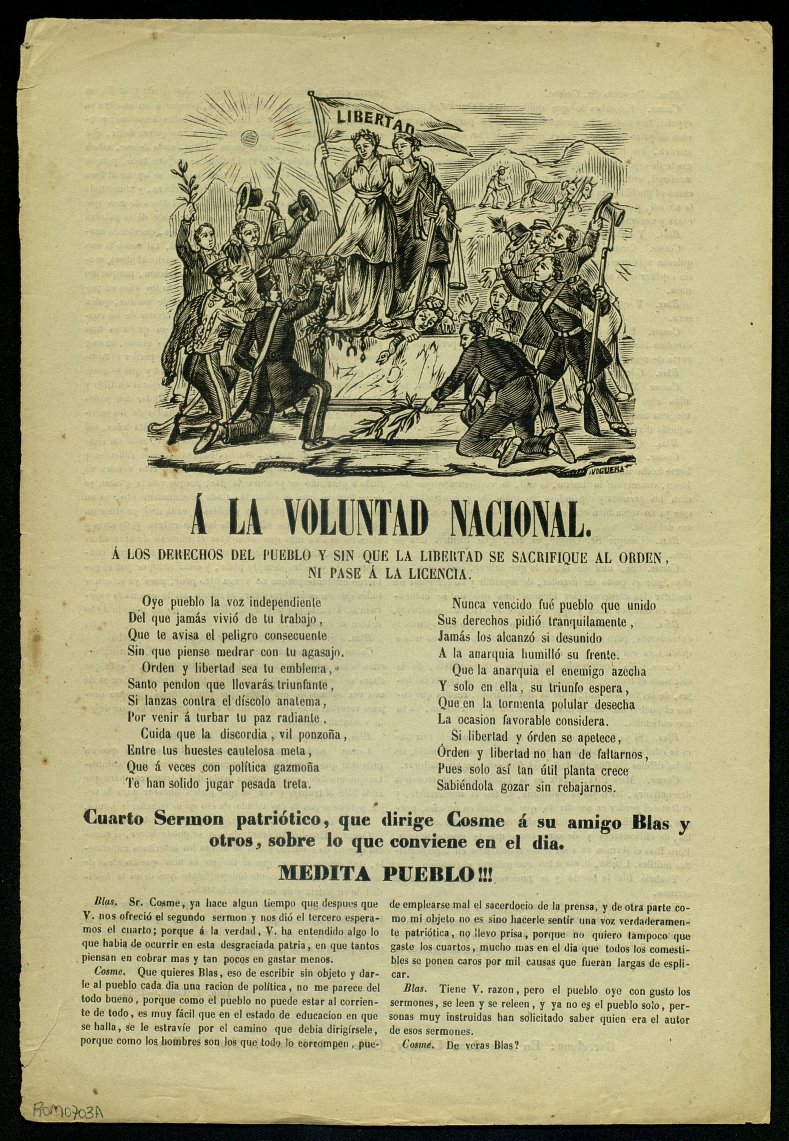 LIBERTAD
NOGUERA
Á LA VOLUNTAD NACIONAL.
Á LOS DERECHOS DEL PUEBLO Y SIN QUE LA LIBERTAD SE SACRIFIQUE AL ORDEN,
NI PASE Á LA LICENCIA.
Oye pueblo la voz independiente
Del que jamás vivió de tu trabajo,
Que te avisa el peligro consecuente
Sin que piense medrar con tu agasajo.
Orden y libertad sea tu emblema,
Santo pendon que llevarás triunfante,
Si lanzas contra el díscolo anatema,
Por venir á turbar tu paz radiante,
Cuida que la discordia, vil ponzoña,
Entre tus huestes cautelosa meta,
Que á veces con política gazmoña
Te han solido jugar pesada treta.
Nunca vencido fué pueblo que unido
Sus derechos pidió tranquilamente,
Jamás los alcanzó si desunido
A la anarquia humilló su frente.
Que la anarquia el enemigo azecha
Y solo en ella, su triunfo espera,
Que en la tormenta polular desecha
La ocasion favorable considera.
Si libertad y órden se apetece,
Órden y libertad no han de faltarnos,
Pues solo así tan útil planta crece
Sabiéndola gozar sin rebajarnos.
Cuarto Sermon patriótico, que dirige Cosme á su amigo Blas y
otros, sobre lo que conviene en el dia.
MEDITA PUEBLO!!!
Blas. Sr. Cosme, ya hace algun tiempo que despues que
V. nos ofreció el segundo sermon y nos dió el tercero espera-
mos el cuarto; porque á la verdad, V. ha entendido algo lo
que habia de ocurrir en esta desgraciada patria, en que tantos
piensan en cobrar mas y tan pocos en gastar menos.
Cosme. Que quieres Blas, eso de escribir sin objeto y dar-
le al pueblo cada dia una racion de política, no me parece del
todo bueno, porque como el pueblo no puede estar al corrien-
te de todo, es muy fácil que en el estado de educacion en que
se halla, se le estravíe por el camino que debia dirigírsele,
porque como los hombres son los que todo lo corrompen, pue-
de emplearse mal el sacerdocio de la prensa, y de otra parte co-
mo mi objeto no es sino hacerle sentir una voz verdaderamen-
te patriótica, no llevo prisa, porque no quiero tampoco que
gaste los cuartos, mucho mas en el dia que todos los comesti-
bles se ponen caros por mil causas que fueran largas de espli-
car.
Blas. Tiene V. razon, pero el pueblo oye con gusto los
sermones, se leen y se releen, y ya no es el pueblo solo, per-
sonas muy instruidas han solicitado saber quien era el autor
de esos sermones.
Cosme. De veras Blas?
ROM0703A